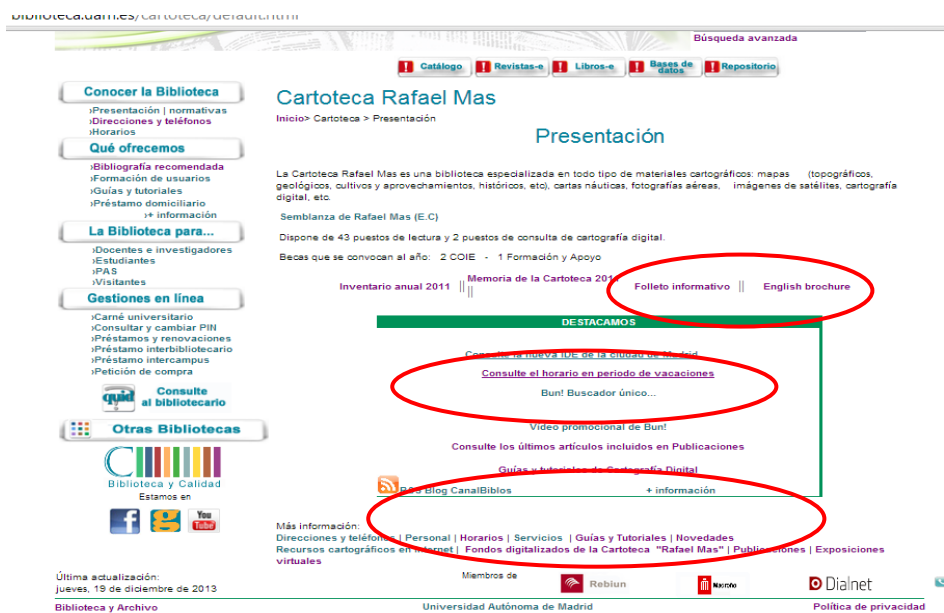 biblioteca.uam.es/cartoteca/default.html
Búsqueda avanzada
Catálogo
Revistas-e
Libros-e
Bases de datos
Repositorio
Conocer la Biblioteca
›Presentación | normativas
›Direcciones y teléfonos
›Horarios
Qué ofrecemos
›Bibliografía recomendada
›Formación de usuarios
›Guías y tutoriales
›Préstamo domiciliario
›+ información
La Biblioteca para...
›Docentes e investigadores
›Estudiantes
›PAS
›Visitantes
Gestiones en línea
›Carné universitario
›Consultar y cambiar PIN
›Préstamos y renovaciones
›Préstamo interbibliotecario
›Préstamo intercampus
›Petición de compra
quid
Consulte
al bibliotecario
Otras Bibliotecas
Biblioteca y Calidad
Estamos en
You
Tube
Última actualización:
jueves, 19 de diciembre de 2013
Cartoteca Rafael Mas
Inicio> Cartoteca > Presentación
Presentación
La Cartoteca Rafael Mas es una biblioteca especializada en todo tipo de materiales cartográficos: mapas (topográficos,
geológicos, cultivos y aprovechamientos, históricos, etc), cartas náuticas, fotografías aéreas, imágenes de satélites, cartografía
digital, etc.
Semblanza de Rafael Mas (E.C)
Dispone de 43 puestos de lectura y 2 puestos de consulta de cartografía digital.
Becas que se convocan al año: 2 COIE - 1 Formación y Apoyo
Inventario anual 2011 || Memoria de la Cartoteca || Folleto informativo || English brochure
DESTACAMOS
Consulte la nueva IDE de la ciudad de Madrid
Consulte el horario en periodo de vacaciones
Bun! Buscador único...
Video promocional de Bun!
Consulte los últimos artículos incluidos en Publicaciones
Guías y tutoriales de Cartografía Digital
RSS Blog CanalBiblos + información
Más información:
Direcciones y teléfonos | Personal | Horarios | Servicios | Guías y Tutoriales | Novedades
Recursos cartográficos en Internet | Fondos digitalizados de la Cartoteca "Rafael Mas" | Publicaciones | Exposiciones
virtuales
Miembros de
Rebiun
Madroño
Dialnet
Biblioteca y Archivo
Universidad Autónoma de Madrid
Política de privacidad